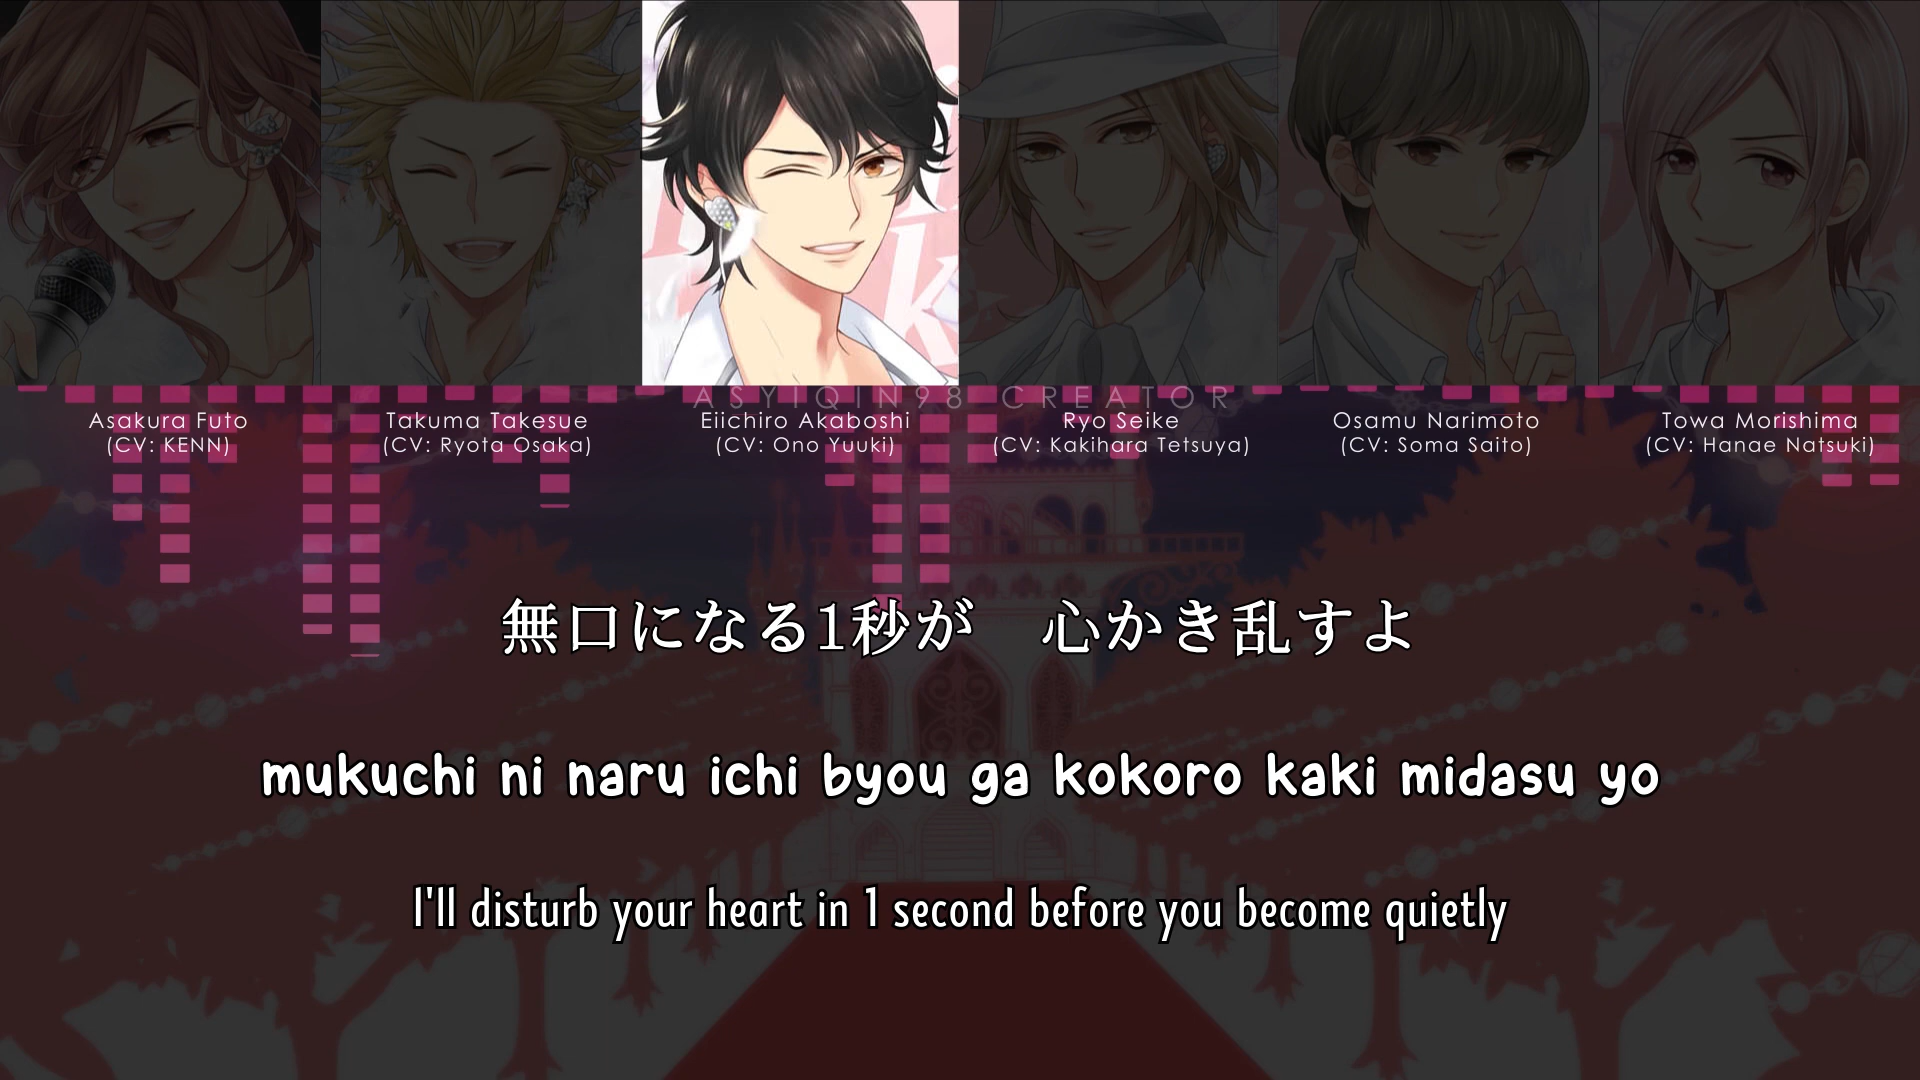 ASYIQIN98 CREATOR
Asakura Futo
(CV: KENN)
Takuma Takesue
(CV: Ryota Osaka)
Eiichiro Akaboshi
(CV: Ono Yuuki)
Ryo Seike
(CV: Kakihara Tetsuya)
Osamu Narimoto
(CV: Soma Saito)
Towa Morishima
(CV: Hanae Natsuki)
無口になる1秒が　心かき乱すよ
mukuchi ni naru ichi byou ga kokoro kaki midasu yo
I'll disturb your heart in 1 second before you become quietly